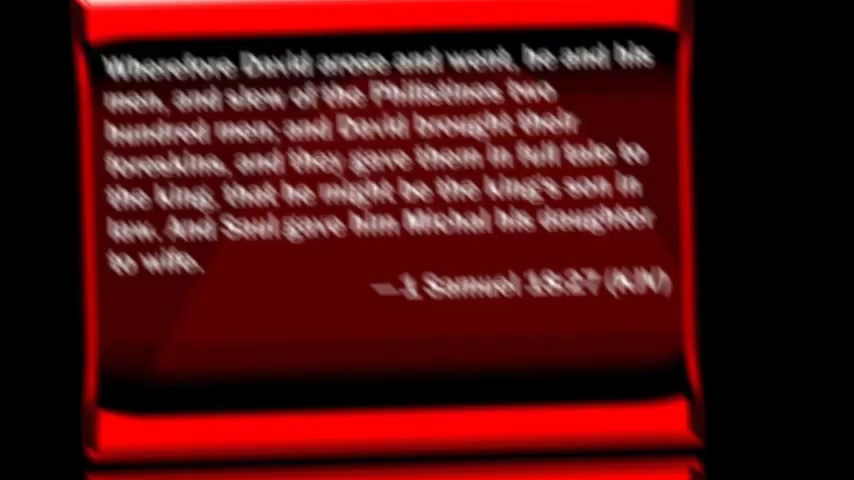 Wherefore David arose and went, he and his
men, and slew of the Philistines two
hundred men; and David brought their
foreskins, and they gave them in full tale to
the king, that he might be the king's son in
law. And Saul gave him Michal his daughter
to wife.
—1 Samuel 18:27 (KJV)